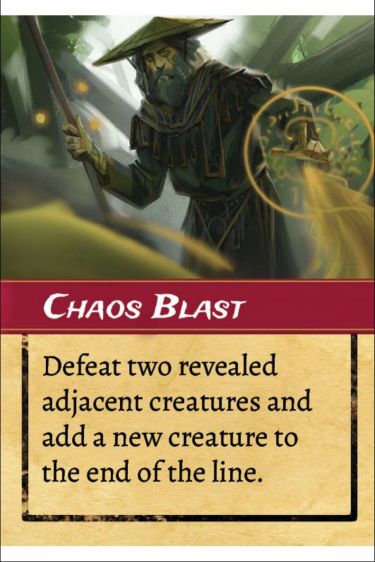 Chaos Blast
Defeat two revealed
adjacent creatures and
add a new creature to
the end of the line.